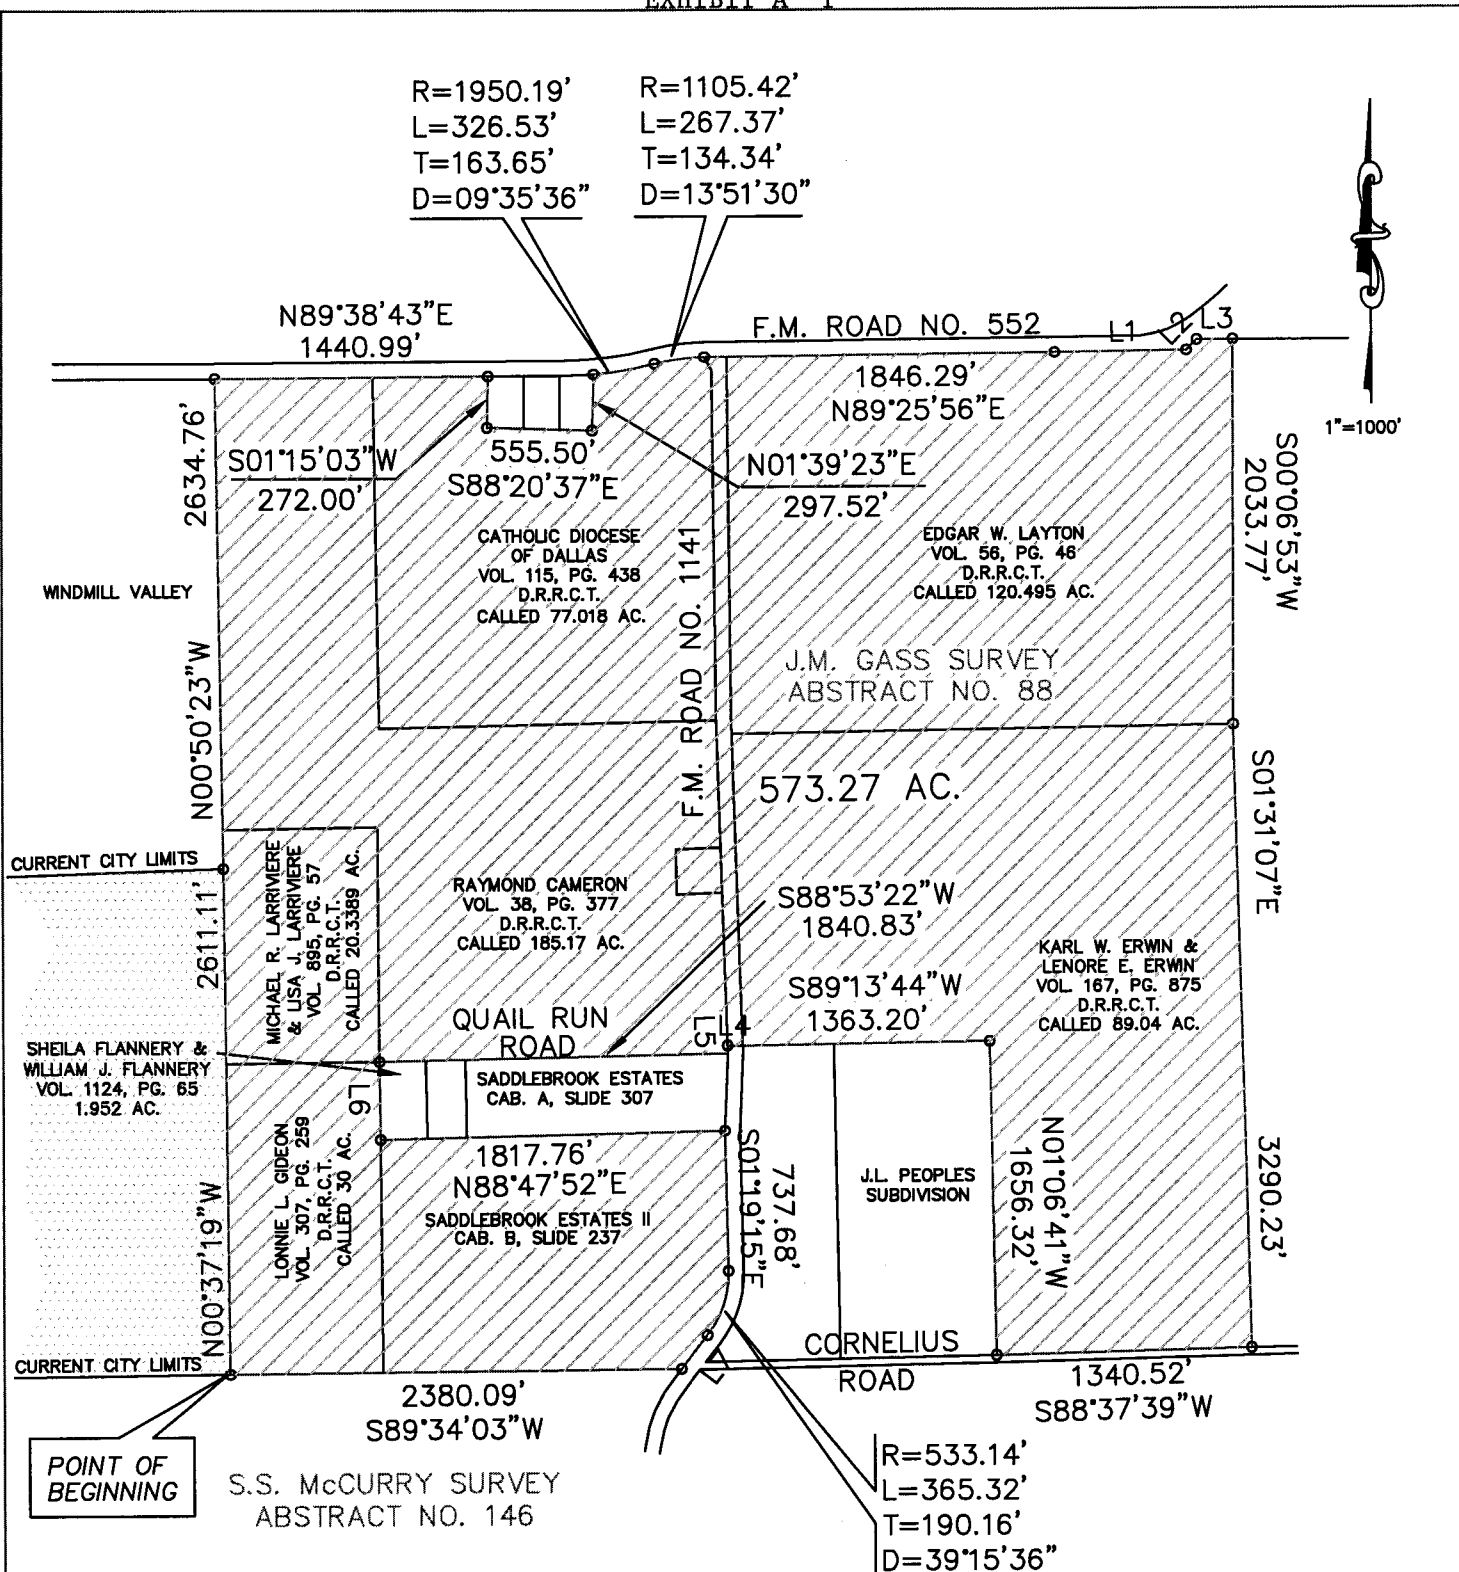 EXHIBIT A 1
R=1950.19'
L=326.53'
T=163.65'
D=09°35'36"
R=1105.42'
L=267.37'
T=134.34'
D=13°51'30"
N89°38'43"E
1440.99'
F.M. ROAD NO. 552
L1
L2
L3
1"=1000'
2634.76'
N00°50'23"W
S01°15'03"W
272.00'
555.50'
S88°20'37"E
N01°39'23"E
297.52'
1846.29'
N89°25'56"E
S00°06'53"W
2033.77'
WINDMILL VALLEY
CATHOLIC DIOCESE
OF DALLAS
VOL. 115, PG. 438
D.R.R.C.T.
CALLED 77.018 AC.
F.M. ROAD NO. 1141
EDGAR W. LAYTON
VOL. 56, PG. 46
D.R.R.C.T.
CALLED 120.495 AC.
J.M. GASS SURVEY
ABSTRACT NO. 88
573.27 AC.
S01°31'07"E
3290.23'
CURRENT CITY LIMITS
2611.11'
N00°37'19"W
MICHAEL R. LARRIVIERE
& LISA J. LARRIVIERE
VOL. 895, PG. 57
D.R.R.C.T.
CALLED 20.3389 AC.
RAYMOND CAMERON
VOL. 38, PG. 377
D.R.R.C.T.
CALLED 185.17 AC.
S88°53'22"W
1840.83'
S89°13'44"W
1363.20'
KARL W. ERWIN &
LENORE E. ERWIN
VOL. 167, PG. 875
D.R.R.C.T.
CALLED 89.04 AC.
QUAIL RUN
ROAD
L5
L4
SHEILA FLANNERY &
WILLIAM J. FLANNERY
VOL. 1124, PG. 65
1.952 AC.
L6
SADDLEBROOK ESTATES
CAB. A, SLIDE 307
LONNIE L. GIDEON
VOL. 307, PG. 259
D.R.R.C.T.
CALLED 30 AC.
1817.76'
N88°47'52"E
SADDLEBROOK ESTATES II
CAB. B, SLIDE 237
S01°19'15"E
737.68'
J.L. PEOPLES
SUBDIVISION
N01°06'41"W
1656.32'
CURRENT CITY LIMITS
L7
CORNELIUS
ROAD
2380.09'
S89°34'03"W
1340.52'
S88°37'39"W
POINT OF
BEGINNING
S.S. McCURRY SURVEY
ABSTRACT NO. 146
R=533.14'
L=365.32'
T=190.16'
D=39°15'36"